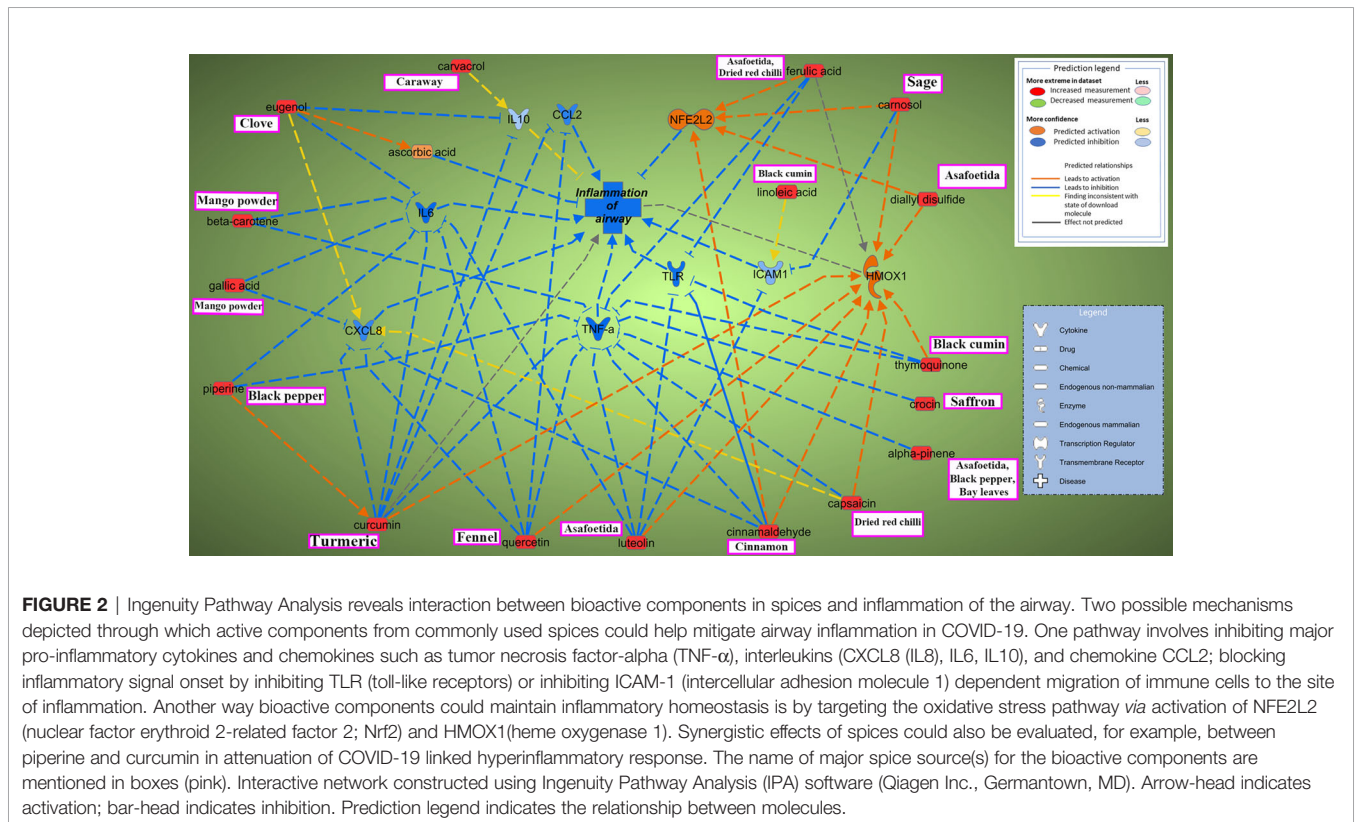 carvacrol
Caraway
Asafoetida,
Dried red chilli
ferulic acid
Sage
carnosol
eugenol
Clove
IL10
CCL2
NFE2L2
ascorbic acid
Black cumin
linoleic acid
Asafoetida
diallyl disulfide
Mango powder
beta-carotene
IL6
Inflammation
of
airway
gallic acid
Mango powder
TLR
ICAM1
HMOX1
CXCL8
TNF-a
Black cumin
thymoquinone
piperine
Black pepper
crocin
Saffron
alpha-pinene
Asafoetida,
Black pepper,
Bay leaves
capsaicin
Dried red chilli
curcumin
Turmeric
Fennel
quercetin
Asafoetida
luteolin
cinnamaldehyde
Cinnamon
Prediction legend
More extreme in dataset Less
Increased measurement
Decreased measurement
More confidence Less
Predicted activation
Predicted inhibition
Predicted relationships
Leads to activation
Leads to inhibition
Finding inconsistent with
state of download
molecule
Effect not predicted
Legend
Cytokine
Drug
Chemical
Endogenous non-mammalian
Enzyme
Endogenous mammalian
Transcription Regulator
Transmembrane Receptor
Disease
FIGURE 2 | Ingenuity Pathway Analysis reveals interaction between bioactive components in spices and inflammation of the airway. Two possible mechanisms
depicted through which active components from commonly used spices could help mitigate airway inflammation in COVID-19. One pathway involves inhibiting major
pro-inflammatory cytokines and chemokines such as tumor necrosis factor-alpha (TNF-α), interleukins (CXCL8 (IL8), IL6, IL10), and chemokine CCL2; blocking
inflammatory signal onset by inhibiting TLR (toll-like receptors) or inhibiting ICAM-1 (intercellular adhesion molecule 1) dependent migration of immune cells to the site
of inflammation. Another way bioactive components could maintain inflammatory homeostasis is by targeting the oxidative stress pathway via activation of NFE2L2
(nuclear factor erythroid 2-related factor 2; Nrf2) and HMOX1(heme oxygenase 1). Synergistic effects of spices could also be evaluated, for example, between
piperine and curcumin in attenuation of COVID-19 linked hyperinflammatory response. The name of major spice source(s) for the bioactive components are
mentioned in boxes (pink). Interactive network constructed using Ingenuity Pathway Analysis (IPA) software (Qiagen Inc., Germantown, MD). Arrow-head indicates
activation; bar-head indicates inhibition. Prediction legend indicates the relationship between molecules.